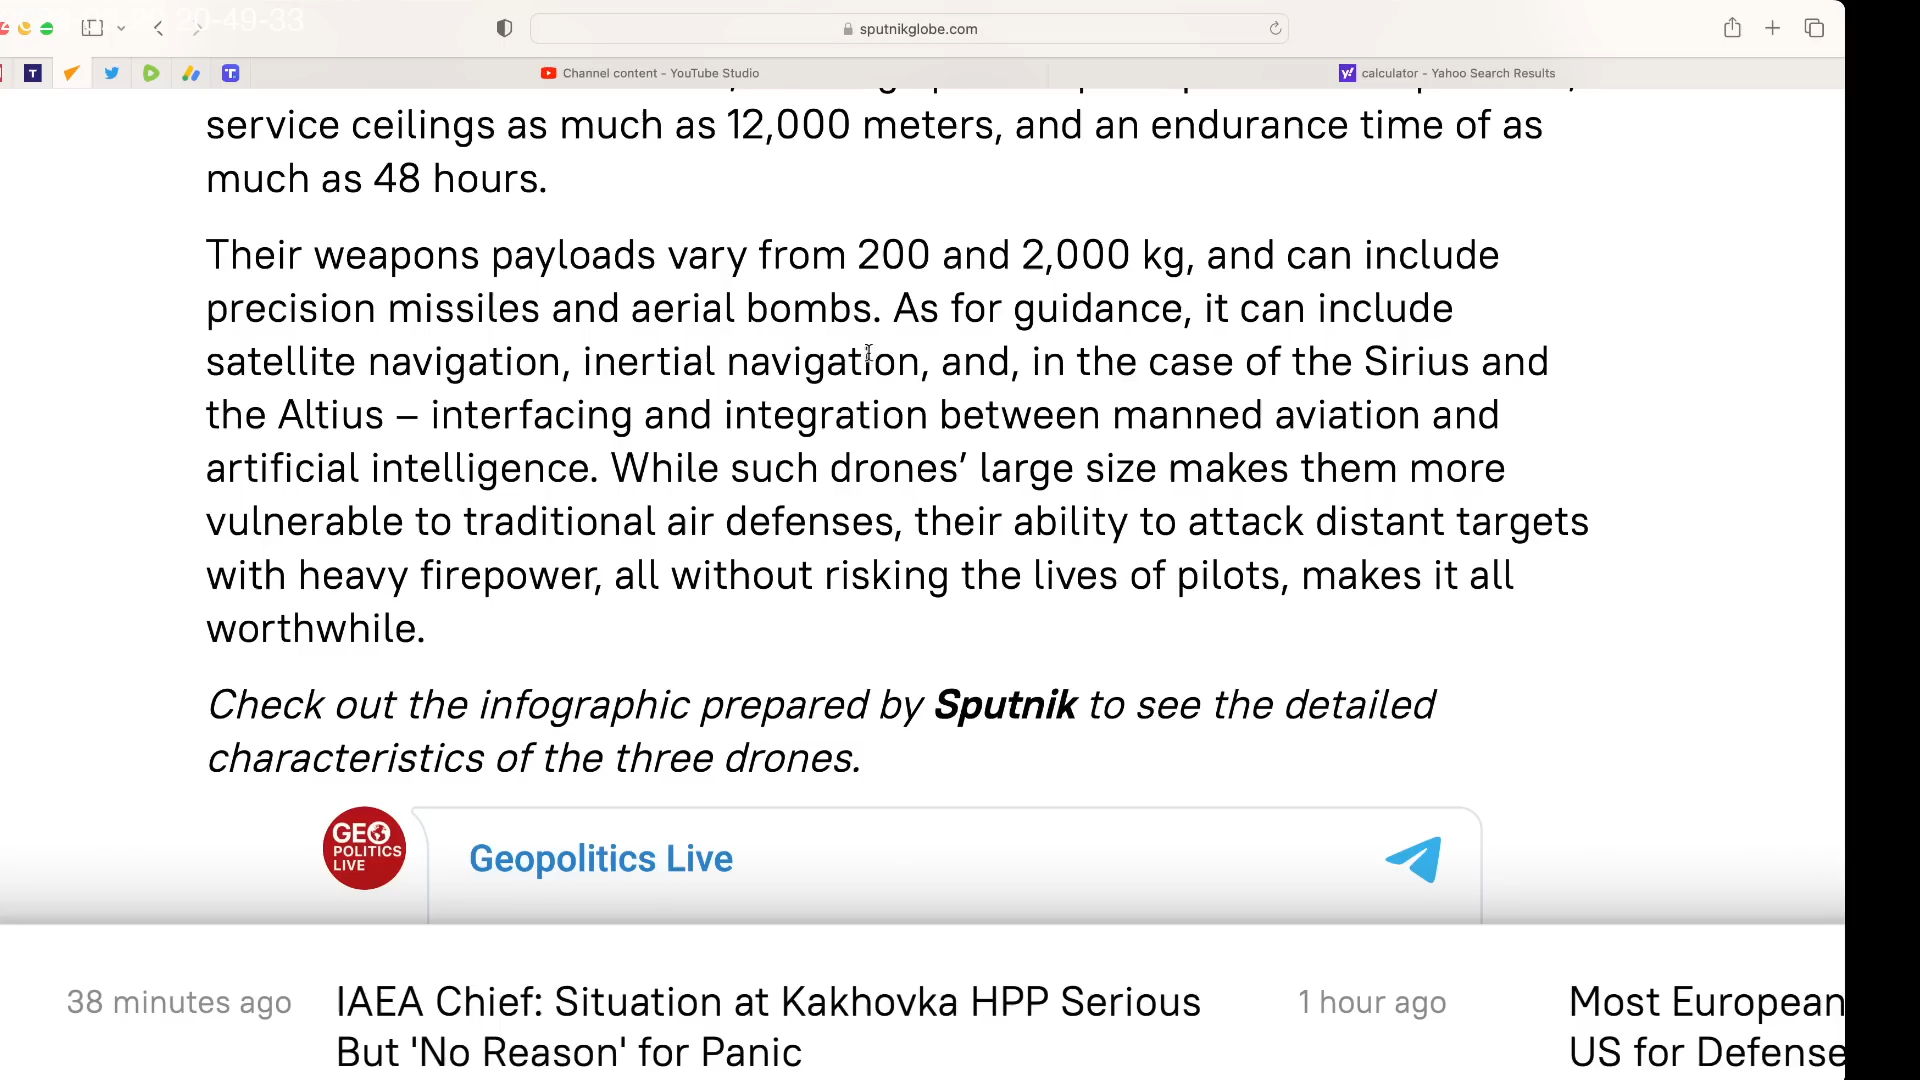 20-49-33
sputnikglobe.com
Channel content - YouTube Studio
calculator - Yahoo Search Results
service ceilings as much as 12,000 meters, and an endurance time of as
much as 48 hours.
Their weapons payloads vary from 200 and 2,000 kg, and can include
precision missiles and aerial bombs. As for guidance, it can include
satellite navigation, inertial navigation, and, in the case of the Sirius and
the Altius – interfacing and integration between manned aviation and
artificial intelligence. While such drones’ large size makes them more
vulnerable to traditional air defenses, their ability to attack distant targets
with heavy firepower, all without risking the lives of pilots, makes it all
worthwhile.
Check out the infographic prepared by Sputnik to see the detailed
characteristics of the three drones.
GEO
POLITICS
LIVE
Geopolitics Live
38 minutes ago
IAEA Chief: Situation at Kakhovka HPP Serious
But 'No Reason' for Panic
1 hour ago
Most European
US for Defense